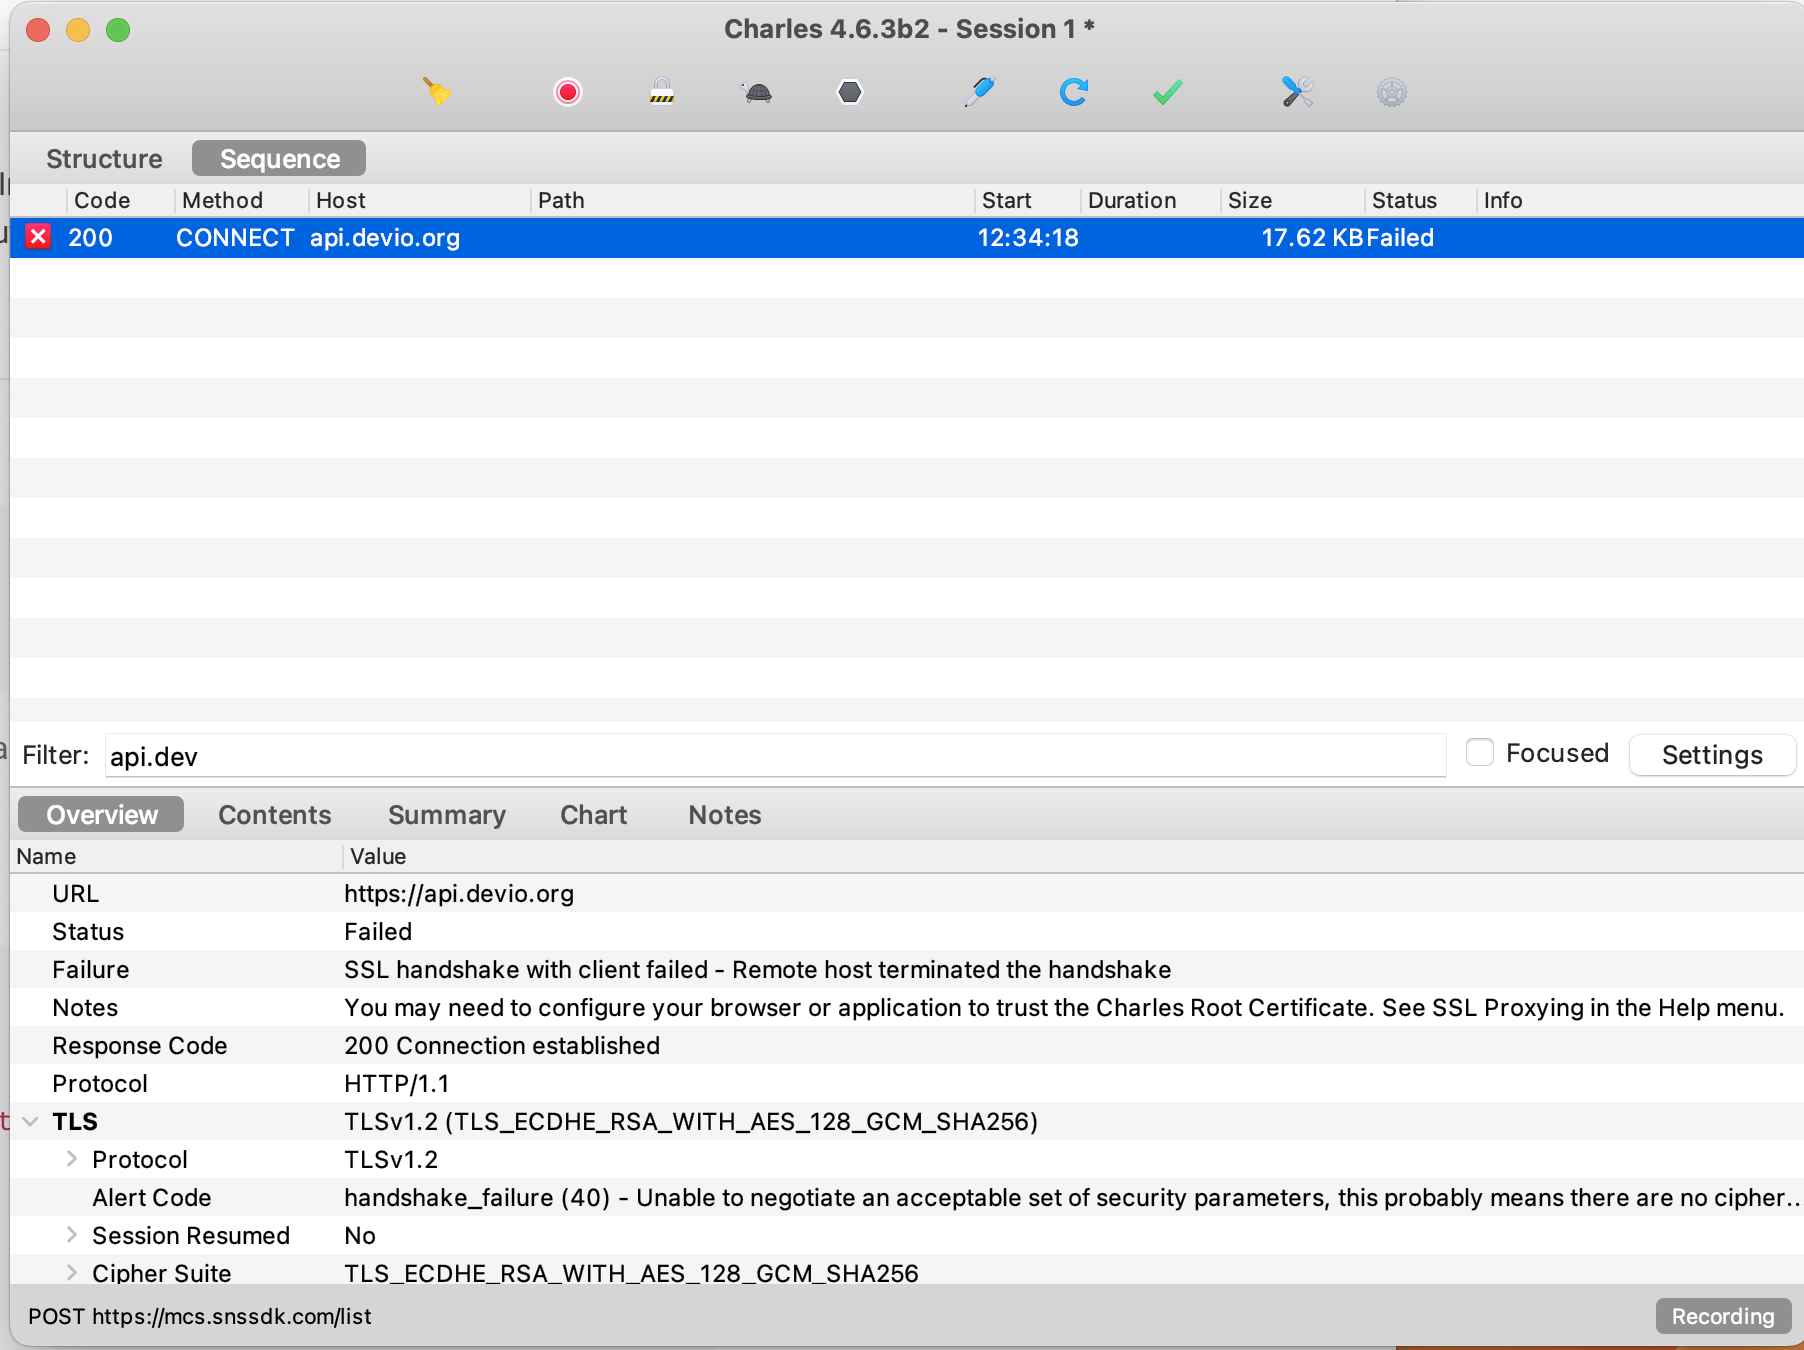 Charles 4.6.3b2 - Session 1 *
Structure Sequence
Code Method Host Path Start Duration Size Status Info
200 CONNECT api.devio.org 12:34:18 17.62 KB Failed
Filter: api.dev Focused Settings
Overview Contents Summary Chart Notes
Name Value
URL https://api.devio.org
Status Failed
Failure SSL handshake with client failed - Remote host terminated the handshake
Notes You may need to configure your browser or application to trust the Charles Root Certificate. See SSL Proxying in the Help menu.
Response Code 200 Connection established
Protocol HTTP/1.1
TLS TLSv1.2 (TLS_ECDHE_RSA_WITH_AES_128_GCM_SHA256)
Protocol TLSv1.2
Alert Code handshake_failure (40) - Unable to negotiate an acceptable set of security parameters, this probably means there are no cipher...
Session Resumed No
Cipher Suite TLS_ECDHE_RSA_WITH_AES_128_GCM_SHA256
POST https://mcs.snssdk.com/list Recording